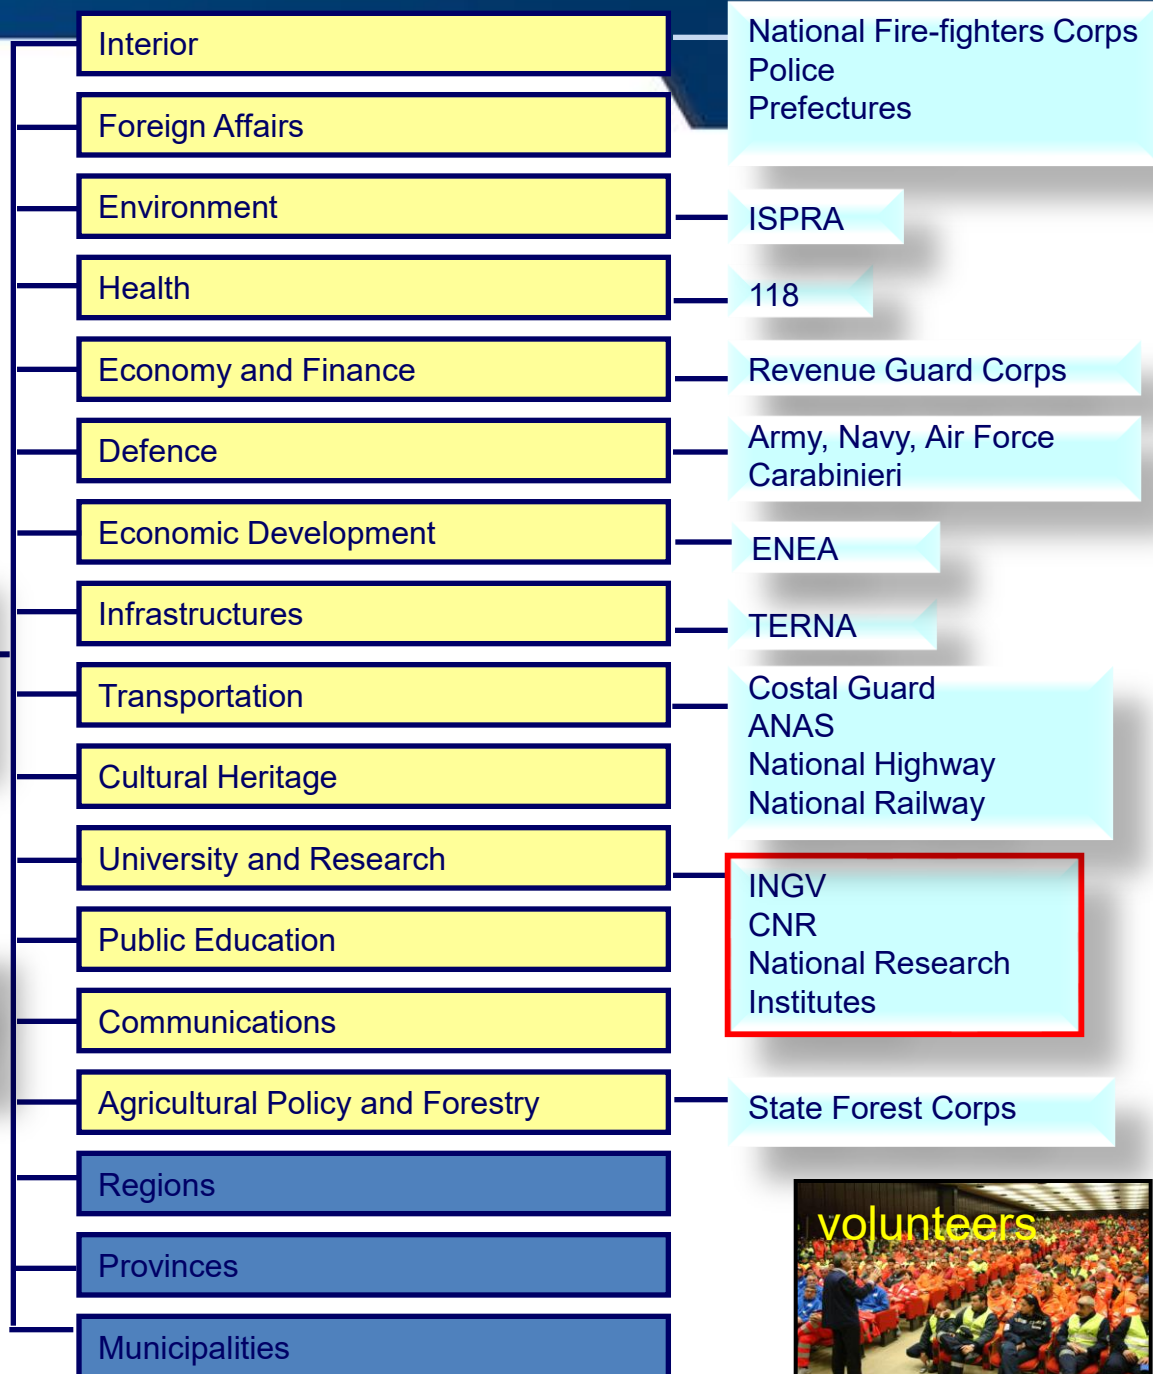 Interior
National Fire-fighters Corps
Police
Prefectures
Foreign Affairs
Environment
ISPRA
Health
118
Economy and Finance
Revenue Guard Corps
Defence
Army, Navy, Air Force
Carabinieri
Economic Development
ENEA
Infrastructures
TERNA
Transportation
Costal Guard
ANAS
National Highway
National Railway
Cultural Heritage
University and Research
INGV
CNR
National Research
Institutes
Public Education
Communications
Agricultural Policy and Forestry
State Forest Corps
Regions
volunteers
Provinces
Municipalities